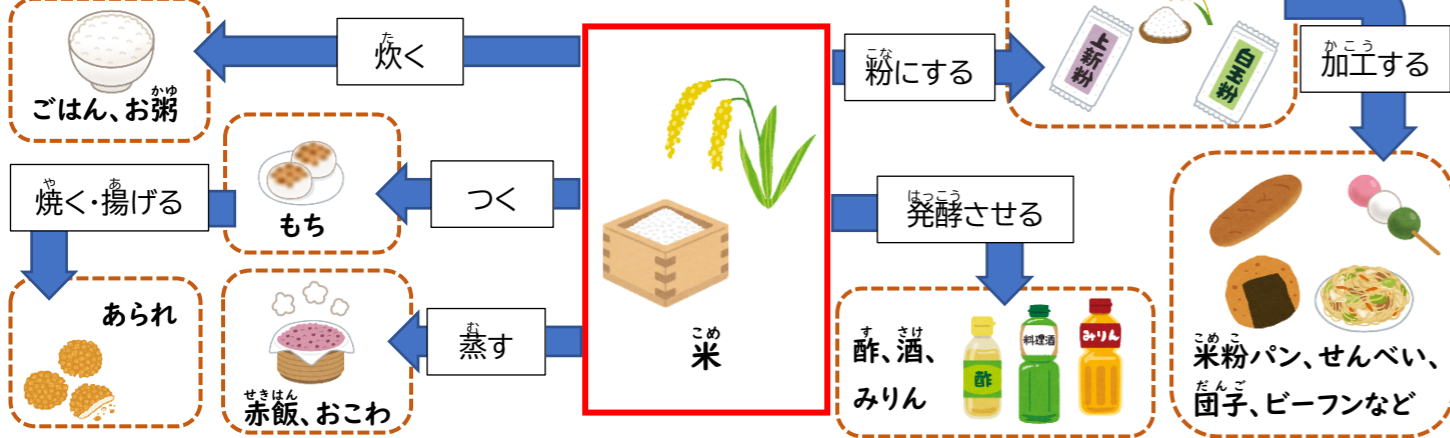 炊く
ごはん、お粥
焼く・揚げる
もち
つく
あられ
蒸す
赤飯、おこわ
米
粉にする
上新粉
白玉粉
加工する
発酵させる
酢、酒、
みりん
酢
料理酒
みりん
米粉パン、せんべい、
団子、ビーフンなど